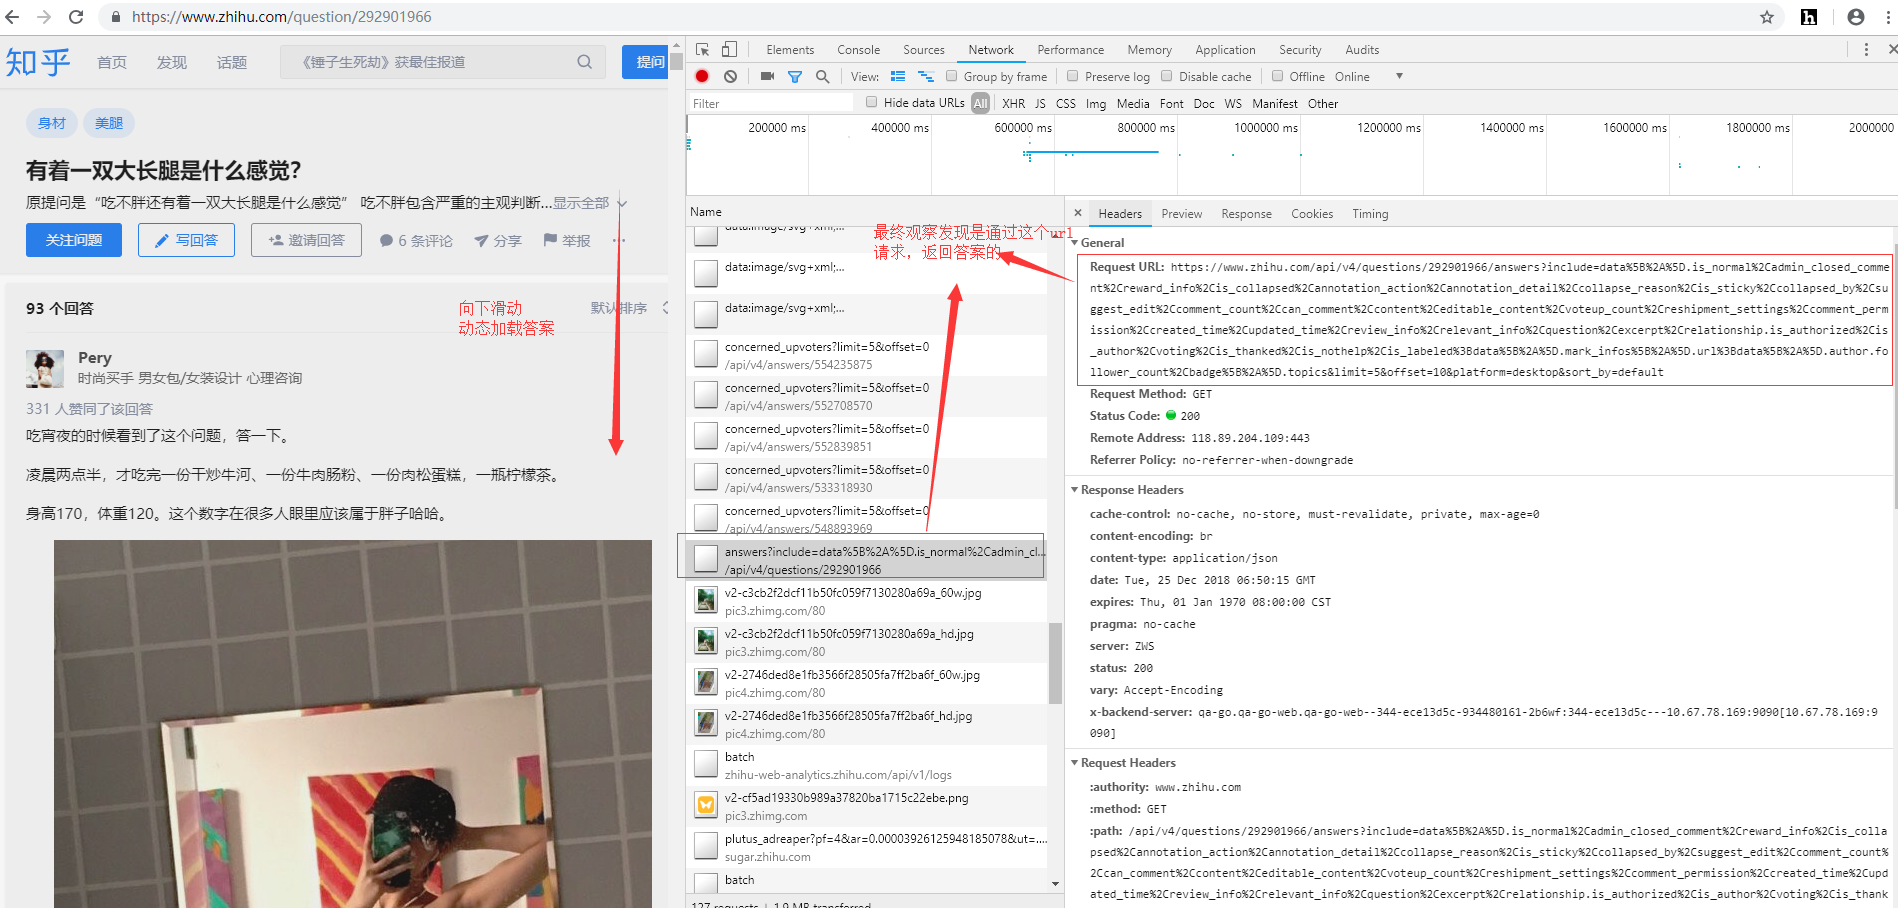 https://www.zhihu.com/question/292901966
知乎 首页 发现 话题 《锤子生死劫》获最佳报道 提问
身材 美腿
有着一双大长腿是什么感觉?
原提问是“吃不胖还有着一双大长腿是什么感觉” 吃不胖包含严重的主观判断...显示全部
关注问题 写回答 邀请回答 6 条评论 分享 举报 ...
93 个回答 默认排序
向下滑动
动态加载答案
Pery
时尚买手 男女包/女装设计 心理咨询
331 人赞同了该回答
吃宵夜的时候看到了这个问题，答一下。
凌晨两点半，才吃完一份干炒牛河、一份牛肉肠粉、一份肉松蛋糕，一瓶柠檬茶。
身高170，体重120。这个数字在很多人眼里应该属于胖子哈哈。
Elements Console Sources Network Performance Memory Application Security Audits
View: Group by frame Preserve log Disable cache Offline Online
Filter Hide data URLs All XHR JS CSS Img Media Font Doc WS Manifest Other
200000 ms 400000 ms 600000 ms 800000 ms 1000000 ms 1200000 ms 1400000 ms 1600000 ms 1800000 ms 2000000
Name
data:image/svg+xml;...
data:image/svg+xml;...
data:image/svg+xml;...
concerned_upvoters?limit=5&offset=0
/api/v4/answers/554235875
concerned_upvoters?limit=5&offset=0
/api/v4/answers/552708570
concerned_upvoters?limit=5&offset=0
/api/v4/answers/552839851
concerned_upvoters?limit=5&offset=0
/api/v4/answers/533318930
concerned_upvoters?limit=5&offset=0
/api/v4/answers/548893969
answers?include=data%5B%2A%5D.is_normal%2Cadmin_cl...
/api/v4/questions/292901966
v2-c3cb2f2dcf11b50fc059f7130280a69a_60w.jpg
pic3.zhimg.com/80
v2-c3cb2f2dcf11b50fc059f7130280a69a_hd.jpg
pic3.zhimg.com/80
v2-2746ded8e1fb3566f28505fa7ff2ba6f_60w.jpg
pic4.zhimg.com/80
v2-2746ded8e1fb3566f28505fa7ff2ba6f_hd.jpg
pic4.zhimg.com/80
batch
zhihu-web-analytics.zhihu.com/api/v1/logs
v2-cf5ad19330b989a37820ba1715c22ebe.png
pic3.zhimg.com
plutus_adreaper?pf=4&ar=0.00003926125948185078&ut=....
sugar.zhihu.com
batch
127 requests | 1.9 MB transferred
最终观察发现是通过这个url
请求，返回答案的
Headers Preview Response Cookies Timing
General
Request URL: https://www.zhihu.com/api/v4/questions/292901966/answers?include=data%5B%2A%5D.is_normal%2Cadmin_closed_comme
nt%2Creward_info%2Cis_collapsed%2Cannotation_action%2Cannotation_detail%2Ccollapse_reason%2Cis_sticky%2Ccollapsed_by%2Csu
ggest_edit%2Ccomment_count%2Ccan_comment%2Ccontent%2Ceditable_content%2Cvoteup_count%2Creshipment_settings%2Ccomment_perm
ission%2Ccreated_time%2Cupdated_time%2Creview_info%2Crelevant_info%2Cquestion%2Cexcerpt%2Crelationship.is_authorized%2Cis
_author%2Cvoting%2Cis_thanked%2Cis_nothelp%2Cis_labeled%3Bdata%5B%2A%5D.mark_infos%5B%2A%5D.url%3Bdata%5B%2A%5D.author.fo
llower_count%2Cbadge%5B%2A%5D.topics&limit=5&offset=10&platform=desktop&sort_by=default
Request Method: GET
Status Code: 200
Remote Address: 118.89.204.109:443
Referrer Policy: no-referrer-when-downgrade
Response Headers
cache-control: no-cache, no-store, must-revalidate, private, max-age=0
content-encoding: br
content-type: application/json
date: Tue, 25 Dec 2018 06:50:15 GMT
expires: Thu, 01 Jan 1970 08:00:00 CST
pragma: no-cache
server: ZWS
status: 200
vary: Accept-Encoding
x-backend-server: qa-go.qa-go-web.qa-go-web--344-ece13d5c-934480161-2b6wf:344-ece13d5c---10.67.78.169:9090[10.67.78.169:9
090]
Request Headers
:authority: www.zhihu.com
:method: GET
:path: /api/v4/questions/292901966/answers?include=data%5B%2A%5D.is_normal%2Cadmin_closed_comment%2Creward_info%2Cis_colla
psed%2Cannotation_action%2Cannotation_detail%2Ccollapse_reason%2Cis_sticky%2Ccollapsed_by%2Csuggest_edit%2Ccomment_count%
2Ccan_comment%2Ccontent%2Ceditable_content%2Cvoteup_count%2Creshipment_settings%2Ccomment_permission%2Ccreated_time%2Cup
dated_time%2Creview_info%2Crelevant_info%2Cquestion%2Cexcerpt%2Crelationship.is_authorized%2Cis_author%2Cvoting%2Cis_thank